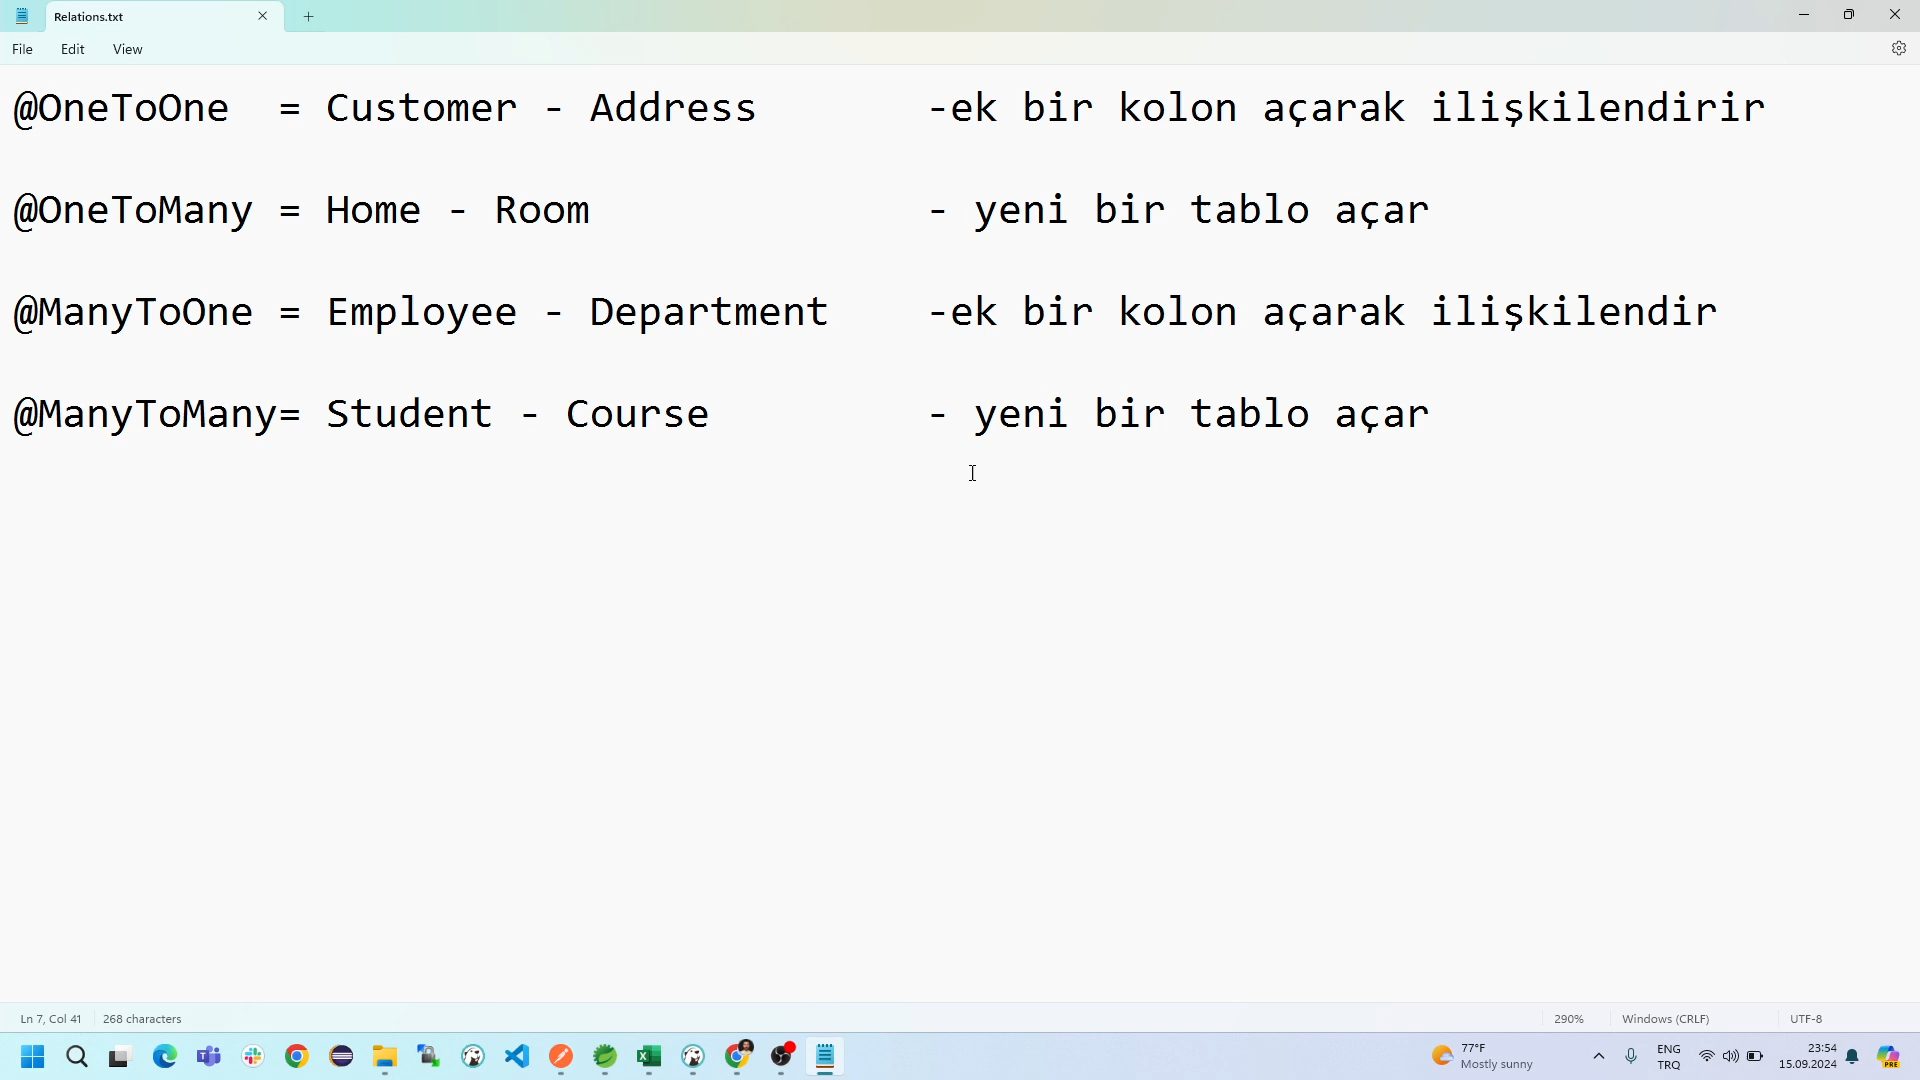 Relations.txt
File Edit View
@OneToOne = Customer - Address -ek bir kolon açarak ilişkilendirir
@OneToMany = Home - Room - yeni bir tablo açar
@ManyToOne = Employee - Department -ek bir kolon açarak ilişkilendir
@ManyToMany= Student - Course - yeni bir tablo açar
Ln 7, Col 41 268 characters 290% Windows (CRLF) UTF-8
77°F ENG 23:54
Mostly sunny TRQ 15.09.2024